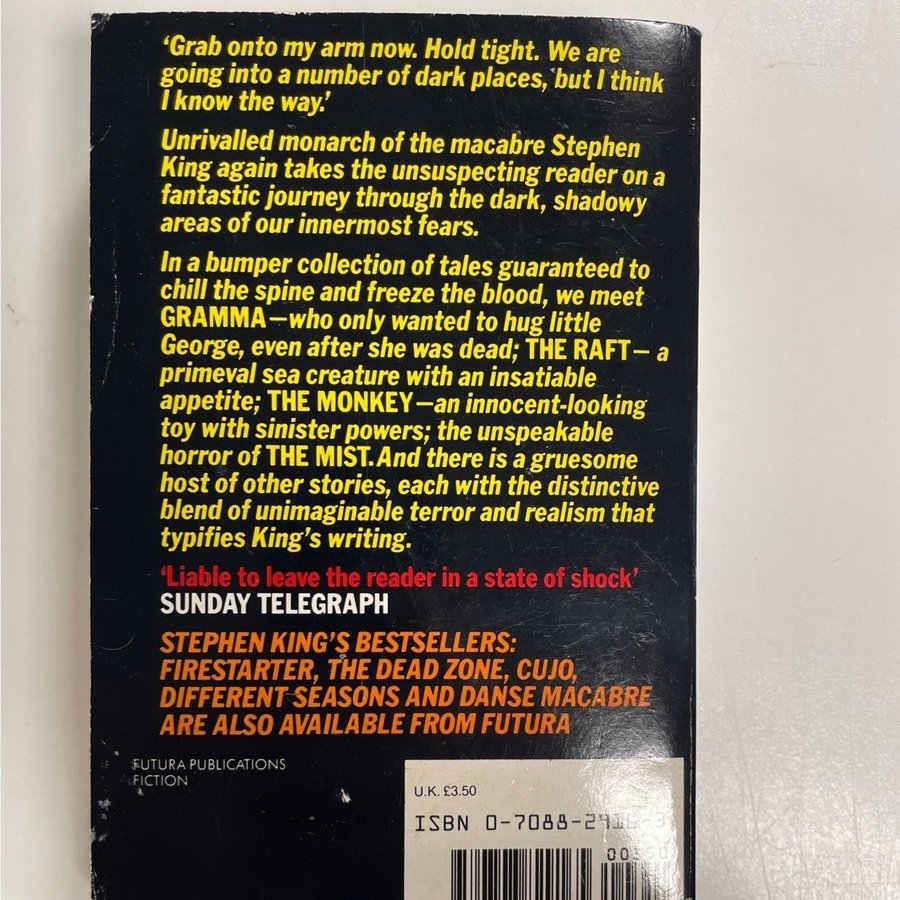 ‘Grab onto my arm now. Hold tight. We are
going into a number of dark places, but I think
I know the way.’
Unrivalled monarch of the macabre Stephen
King again takes the unsuspecting reader on a
fantastic journey through the dark, shadowy
areas of our innermost fears.
In a bumper collection of tales guaranteed to
chill the spine and freeze the blood, we meet
GRAMMA—who only wanted to hug little
George, even after she was dead; THE RAFT— a
primeval sea creature with an insatiable
appetite; THE MONKEY—an innocent-looking
toy with sinister powers; the unspeakable
horror of THE MIST. And there is a gruesome
host of other stories, each with the distinctive
blend of unimaginable terror and realism that
typifies King’s writing.
‘Liable to leave the reader in a state of shock’
SUNDAY TELEGRAPH
STEPHEN KING’S BESTSELLERS:
FIRESTARTER, THE DEAD ZONE, CUJO,
DIFFERENT SEASONS AND DANSE MACABRE
ARE ALSO AVAILABLE FROM FUTURA
FUTURA PUBLICATIONS
FICTION
U.K. £3.50
ISBN